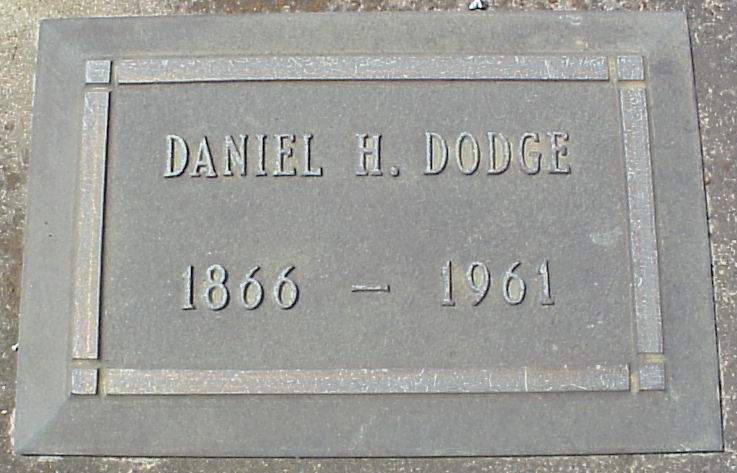 DANIEL H. DODGE
1866 – 1961